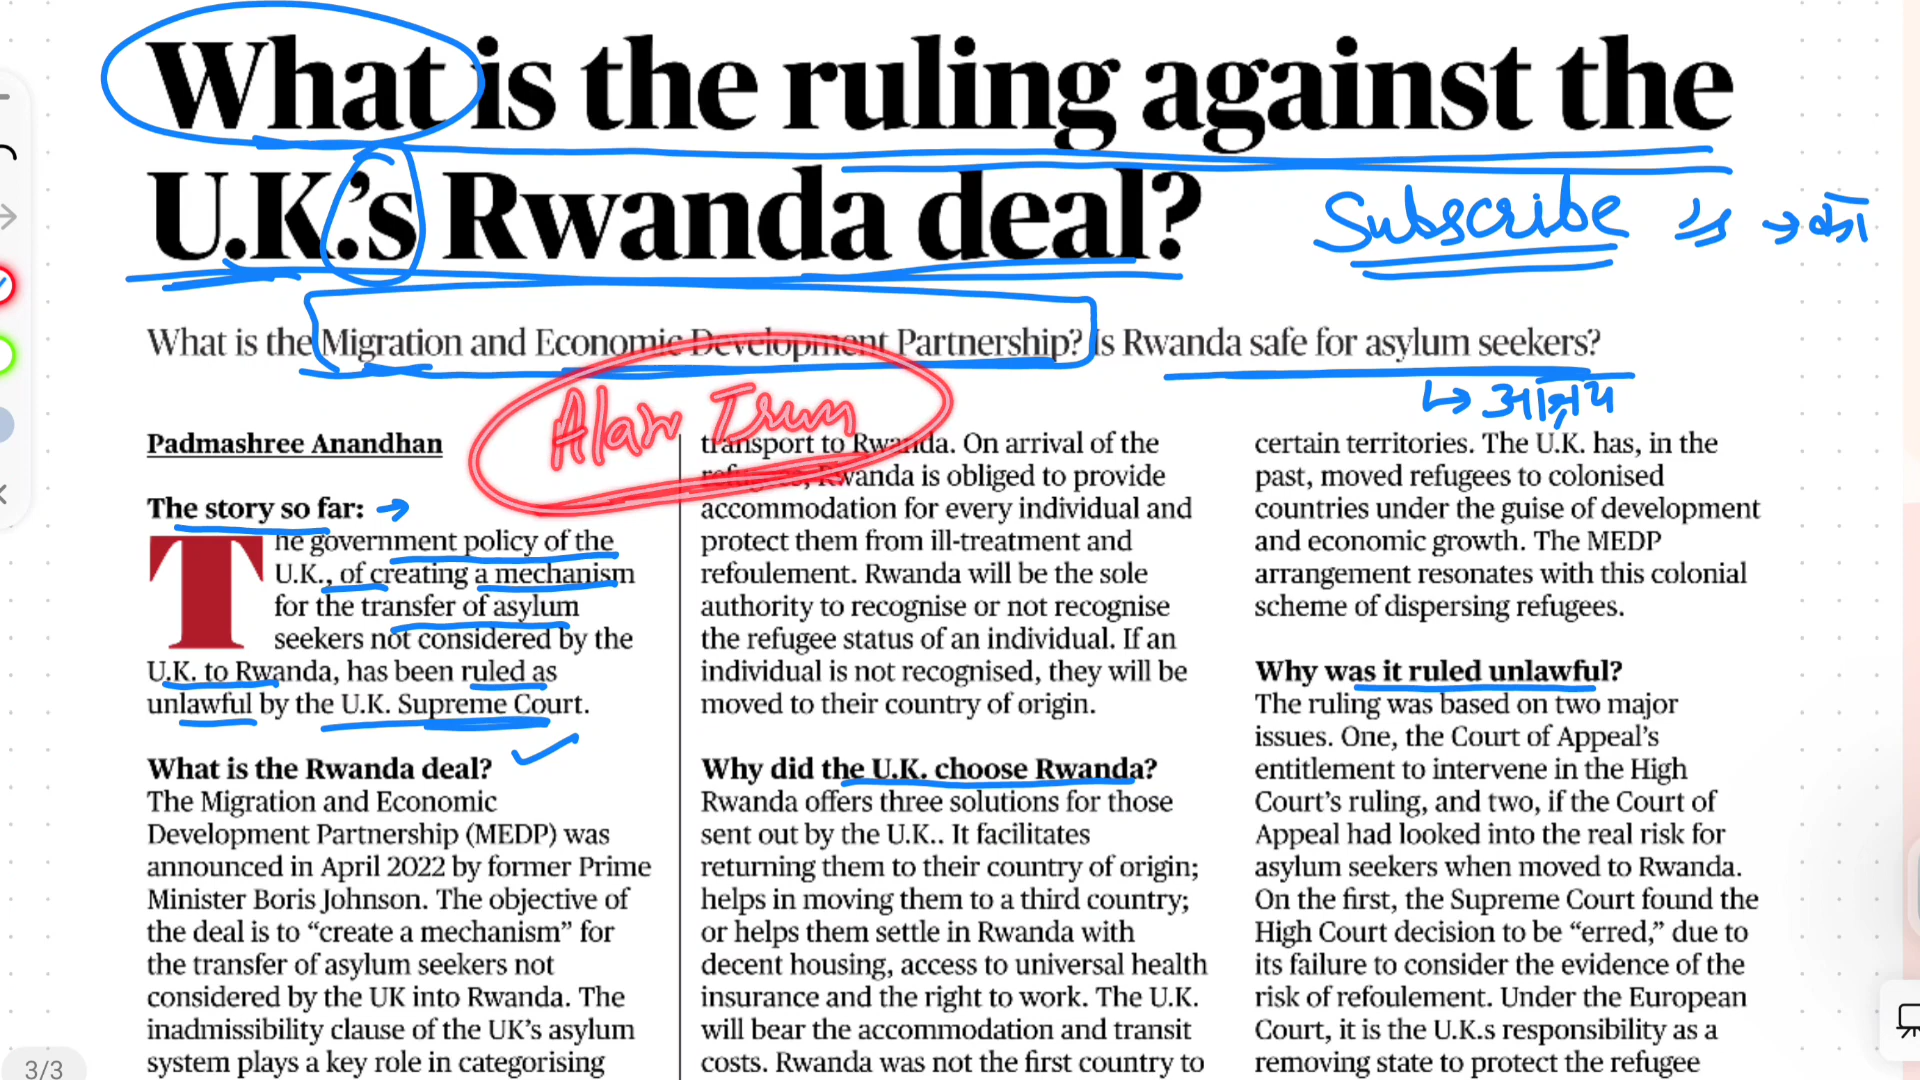 What is the ruling against the
U.K.'s Rwanda deal?
Subscribe
What is the Migration and Economic Development Partnership? Is Rwanda safe for asylum seekers?
Padmashree Anandhan
The story so far:
The government policy of the
U.K., of creating a mechanism
for the transfer of asylum
seekers not considered by the
U.K. to Rwanda, has been ruled as
unlawful by the U.K. Supreme Court.
What is the Rwanda deal?
The Migration and Economic
Development Partnership (MEDP) was
announced in April 2022 by former Prime
Minister Boris Johnson. The objective of
the deal is to “create a mechanism” for
the transfer of asylum seekers not
considered by the UK into Rwanda. The
inadmissibility clause of the UK’s asylum
system plays a key role in categorising
transport to Rwanda. On arrival of the
refugees, Rwanda is obliged to provide
accommodation for every individual and
protect them from ill-treatment and
refoulement. Rwanda will be the sole
authority to recognise or not recognise
the refugee status of an individual. If an
individual is not recognised, they will be
moved to their country of origin.
Why did the U.K. choose Rwanda?
Rwanda offers three solutions for those
sent out by the U.K.. It facilitates
returning them to their country of origin;
helps in moving them to a third country;
or helps them settle in Rwanda with
decent housing, access to universal health
insurance and the right to work. The U.K.
will bear the accommodation and transit
costs. Rwanda was not the first country to
certain territories. The U.K. has, in the
past, moved refugees to colonised
countries under the guise of development
and economic growth. The MEDP
arrangement resonates with this colonial
scheme of dispersing refugees.
Why was it ruled unlawful?
The ruling was based on two major
issues. One, the Court of Appeal’s
entitlement to intervene in the High
Court’s ruling, and two, if the Court of
Appeal had looked into the real risk for
asylum seekers when moved to Rwanda.
On the first, the Supreme Court found the
High Court decision to be “erred,” due to
its failure to consider the evidence of the
risk of refoulement. Under the European
Court, it is the U.K.s responsibility as a
removing state to protect the refugee
3/3